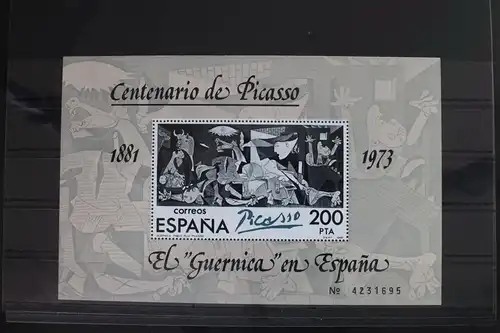 Centenario de Picasso
1881
1973
correos
ESPAÑA
Picasso
200
PTA
El "Guernica" en España
No 4231695